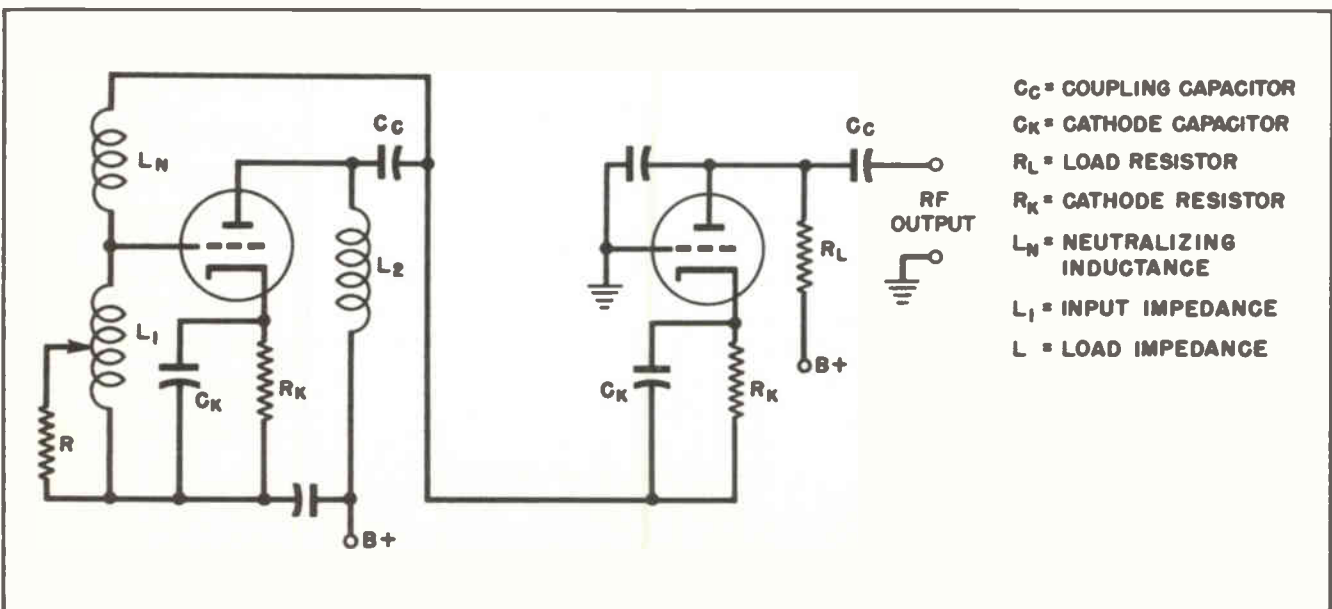 LN
CC
L2
L1
CK
RK
R
B+
CC
RF
OUTPUT
RL
B+
CK
RK
CC = COUPLING CAPACITOR
CK = CATHODE CAPACITOR
RL = LOAD RESISTOR
RK = CATHODE RESISTOR
LN = NEUTRALIZING
INDUCTANCE
L1 = INPUT IMPEDANCE
L = LOAD IMPEDANCE